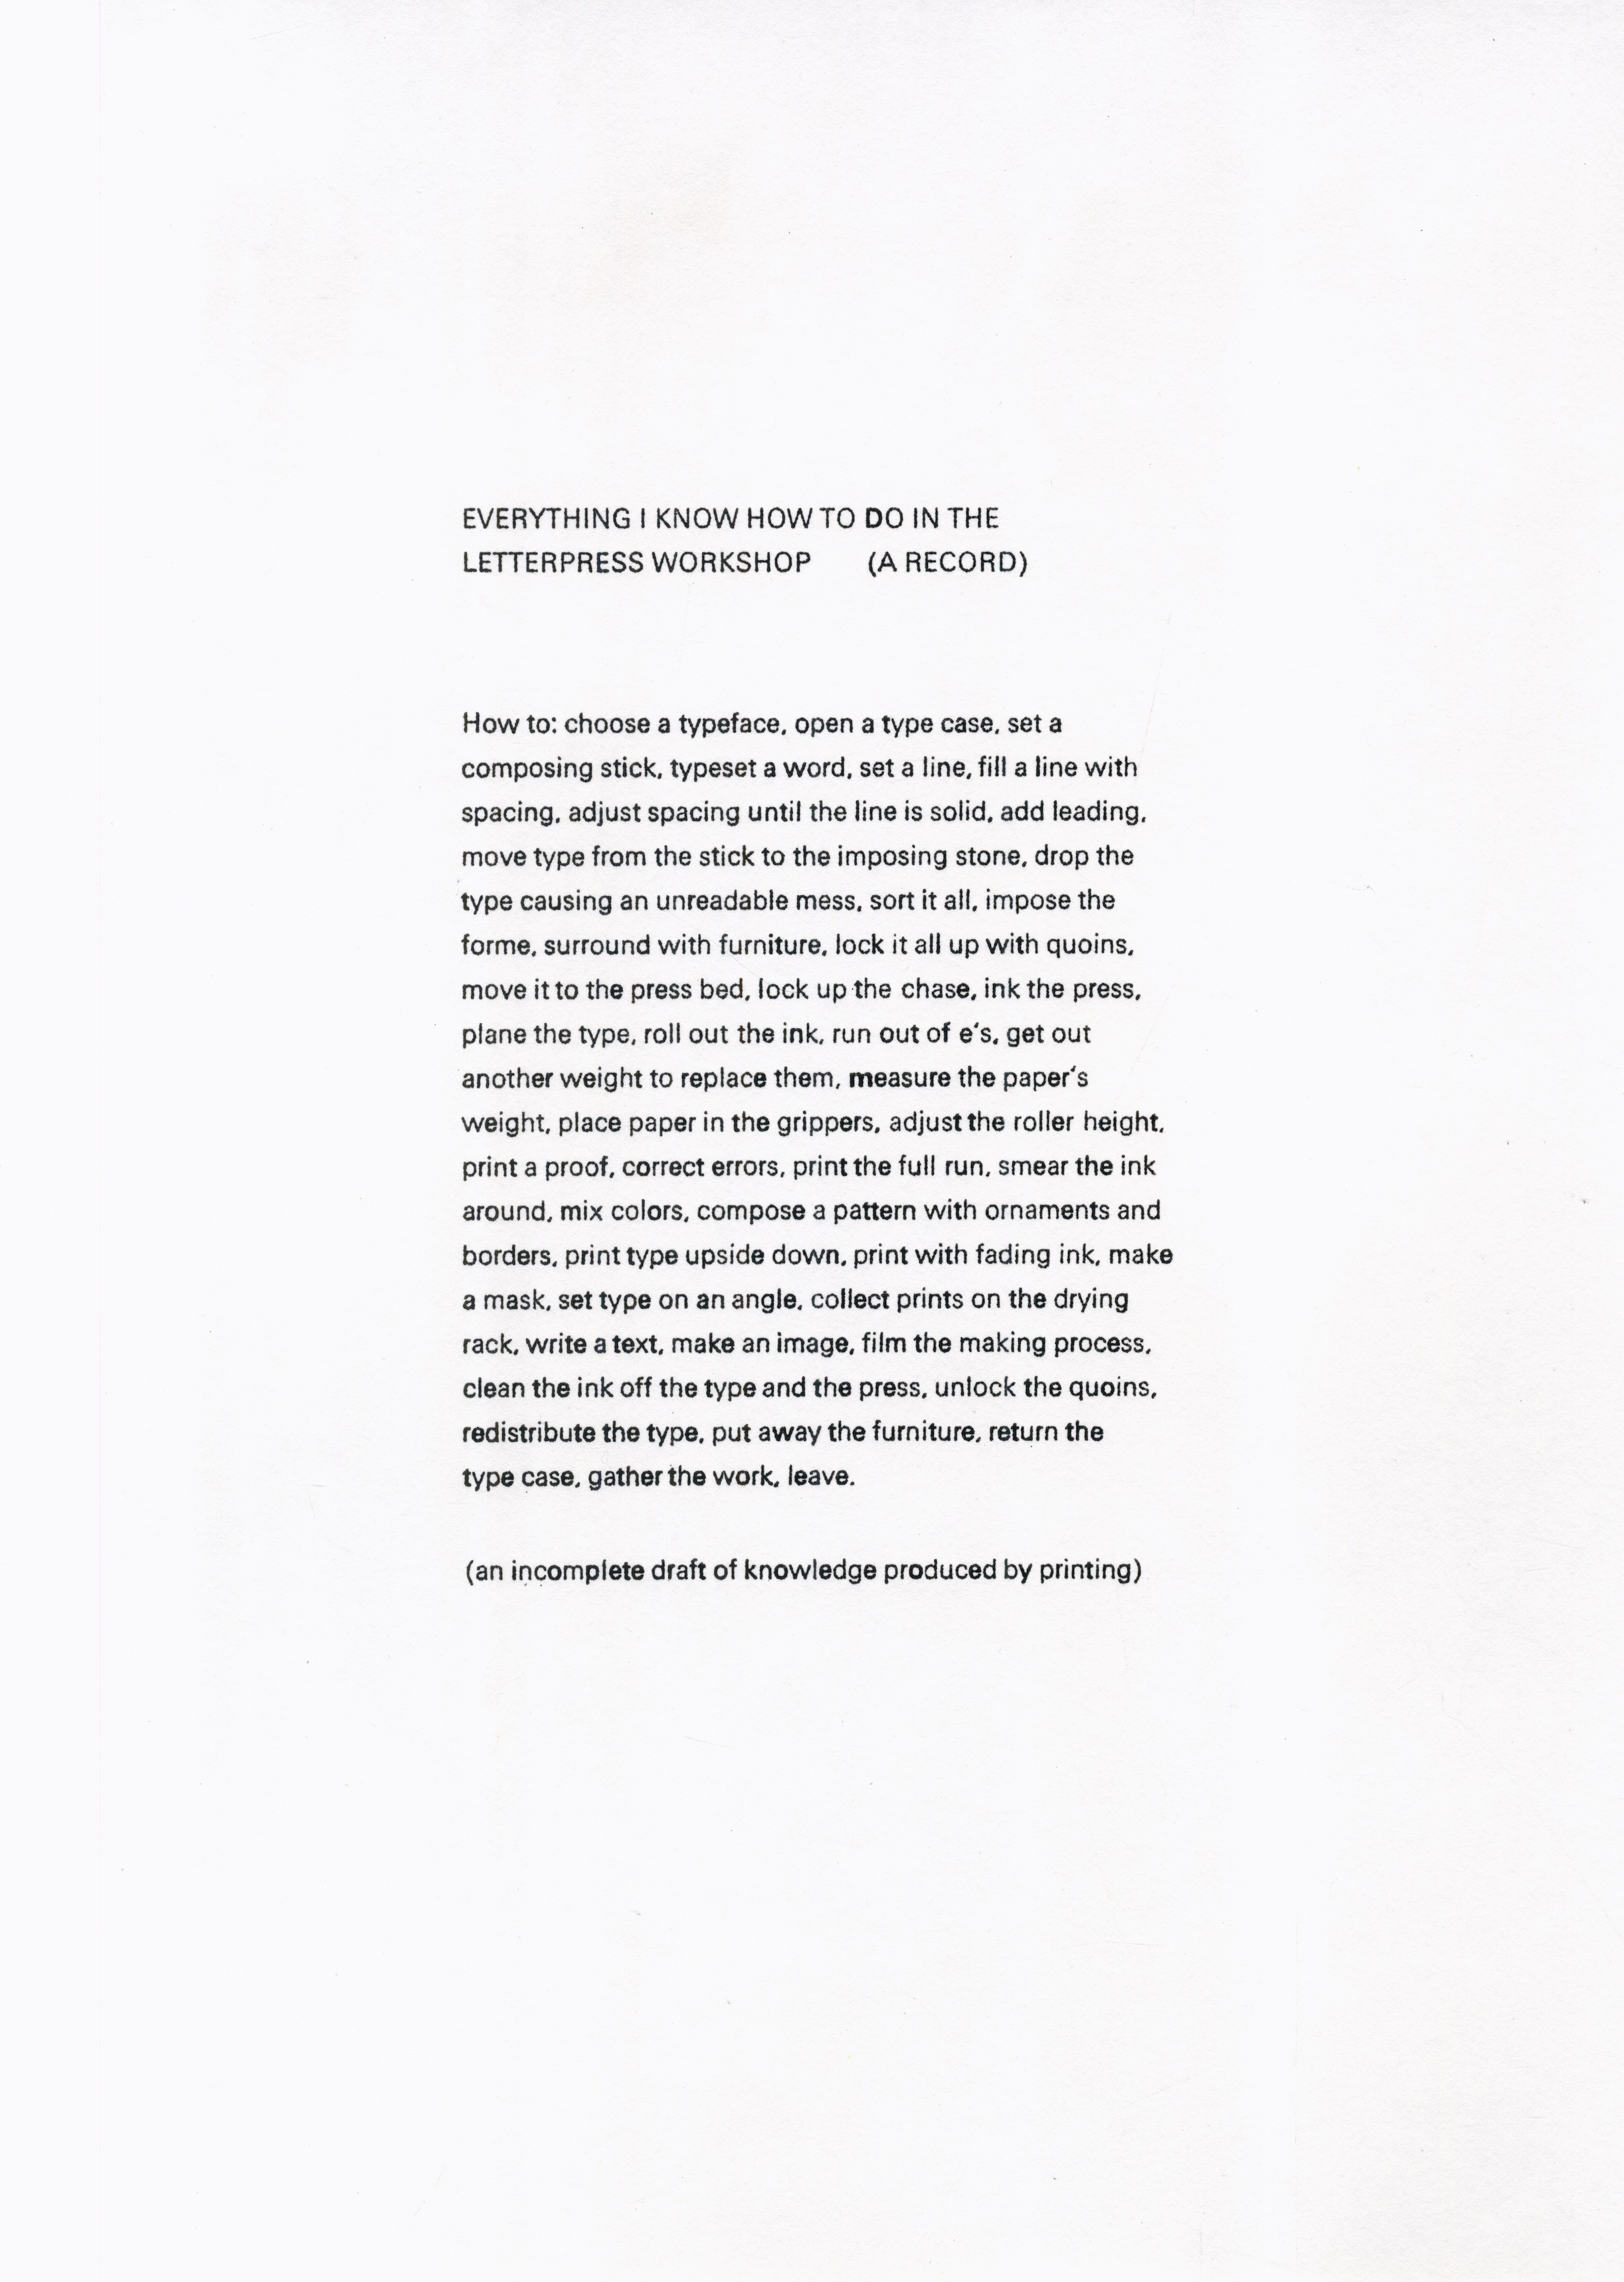 EVERYTHING I KNOW HOW TO DO IN THE
LETTERPRESS WORKSHOP (A RECORD)
How to: choose a typeface, open a type case, set a
composing stick, typeset a word, set a line, fill a line with
spacing, adjust spacing until the line is solid, add leading,
move type from the stick to the imposing stone, drop the
type causing an unreadable mess, sort it all, impose the
forme, surround with furniture, lock it all up with quoins,
move it to the press bed, lock up the chase, ink the press,
plane the type, roll out the ink, run out of e's, get out
another weight to replace them, measure the paper's
weight, place paper in the grippers, adjust the roller height,
print a proof, correct errors, print the full run, smear the ink
around, mix colors, compose a pattern with ornaments and
borders, print type upside down, print with fading ink, make
a mask, set type on an angle, collect prints on the drying
rack, write a text, make an image, film the making process,
clean the ink off the type and the press, unlock the quoins,
redistribute the type, put away the furniture, return the
type case, gather the work, leave.
(an incomplete draft of knowledge produced by printing)